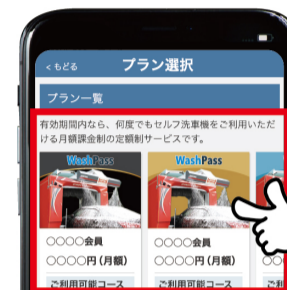 <もどる
プラン選択
プラン一覧
有効期間内なら、何度でもセルフ洗車機をご利用いただ
ける月額課金制の定額制サービスです。
WashPass
WashPass
○○○○会員
○○○○会員
○○○○円(月額)
○○○○円(月額)
ご利用可能コース
ご利用可能コース